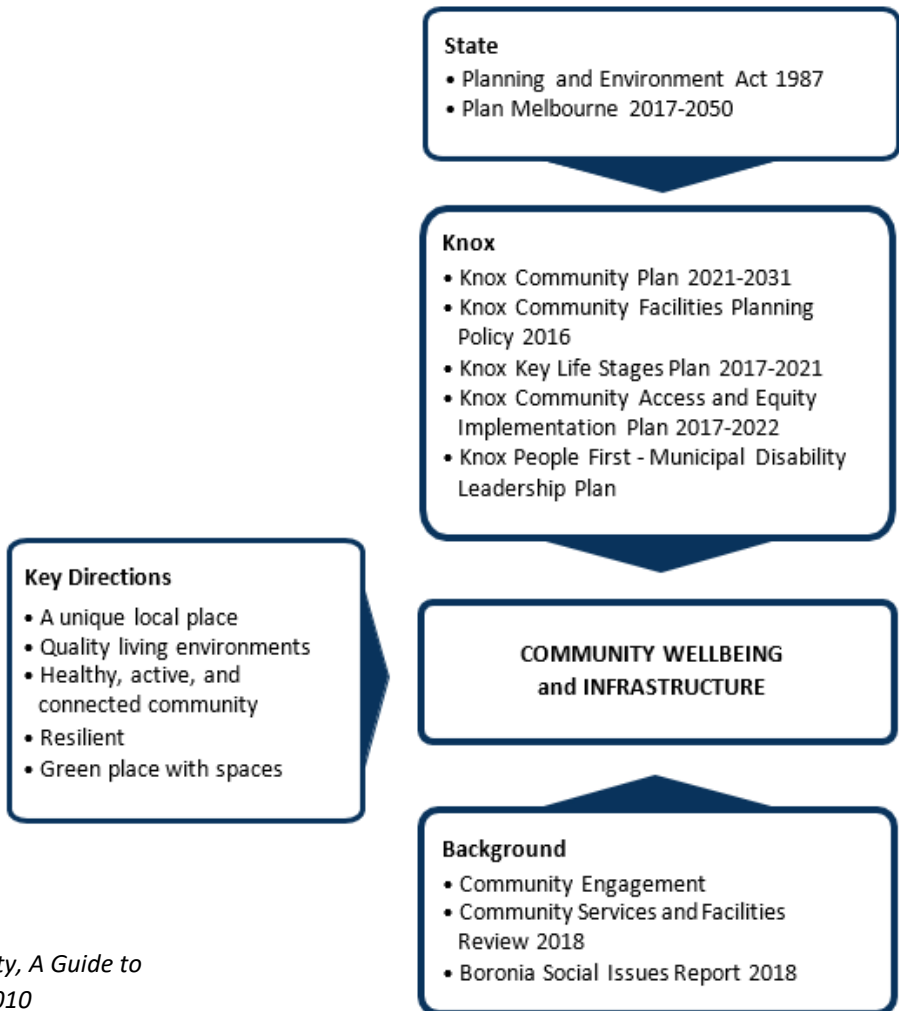 State
• Planning and Environment Act 1987
• Plan Melbourne 2017-2050
Knox
• Knox Community Plan 2021-2031
• Knox Community Facilities Planning
Policy 2016
• Knox Key Life Stages Plan 2017-2021
• Knox Community Access and Equity
Implementation Plan 2017-2022
• Knox People First - Municipal Disability
Leadership Plan
Key Directions
• A unique local place
• Quality living environments
• Healthy, active, and
connected community
• Resilient
• Green place with spaces
COMMUNITY WELLBEING
and INFRASTRUCTURE
Background
• Community Engagement
• Community Services and Facilities
Review 2018
• Boronia Social Issues Report 2018
ty, A Guide to
010